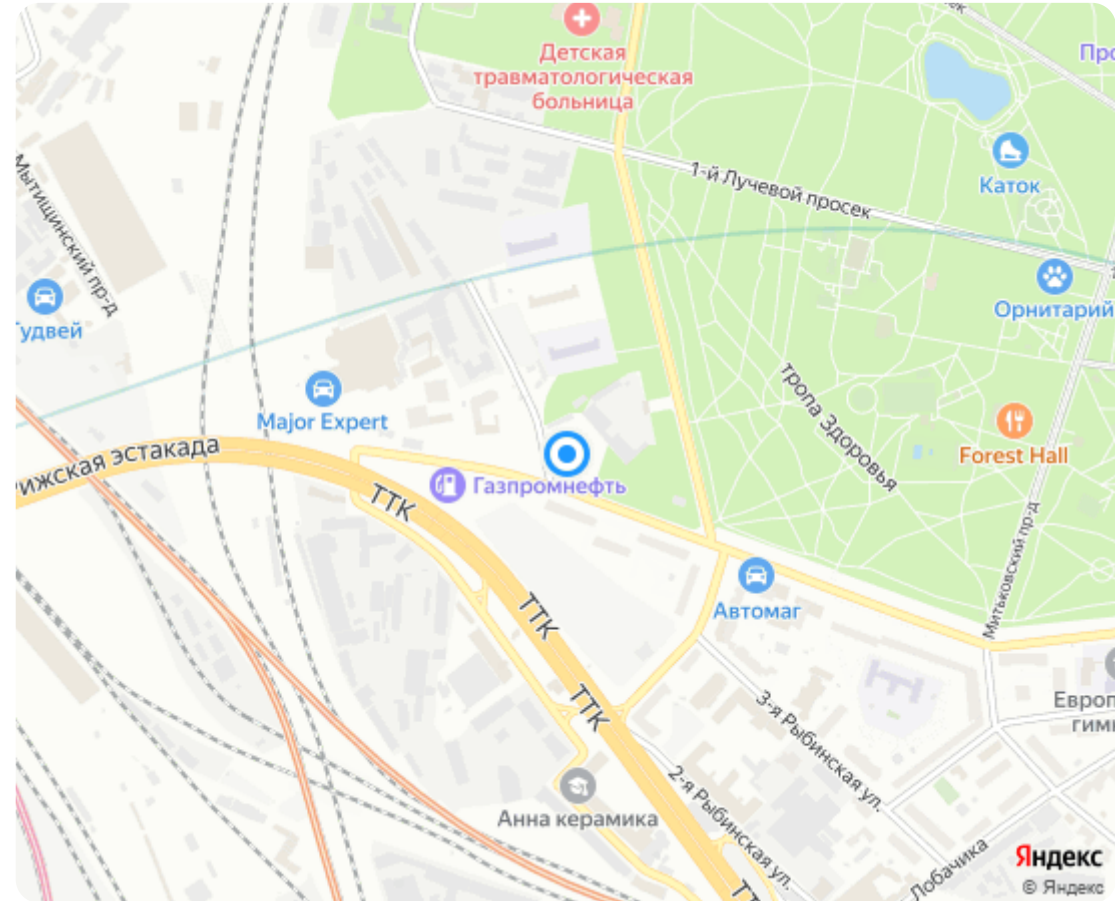 Детская
травматологическая
больница
Каток
1-й Лучевой просек
Мытищинский пр-д
Орнитарий
Major Expert
тропа Здоровья
Forest Hall
ТТК
Газпромнефть
Митьковский пр-д
Автомаг
ТТК
3-я Рыбинская ул.
ТТК
2-я Рыбинская ул.
Анна керамика
Лобачика
Яндекс
© Яндекс